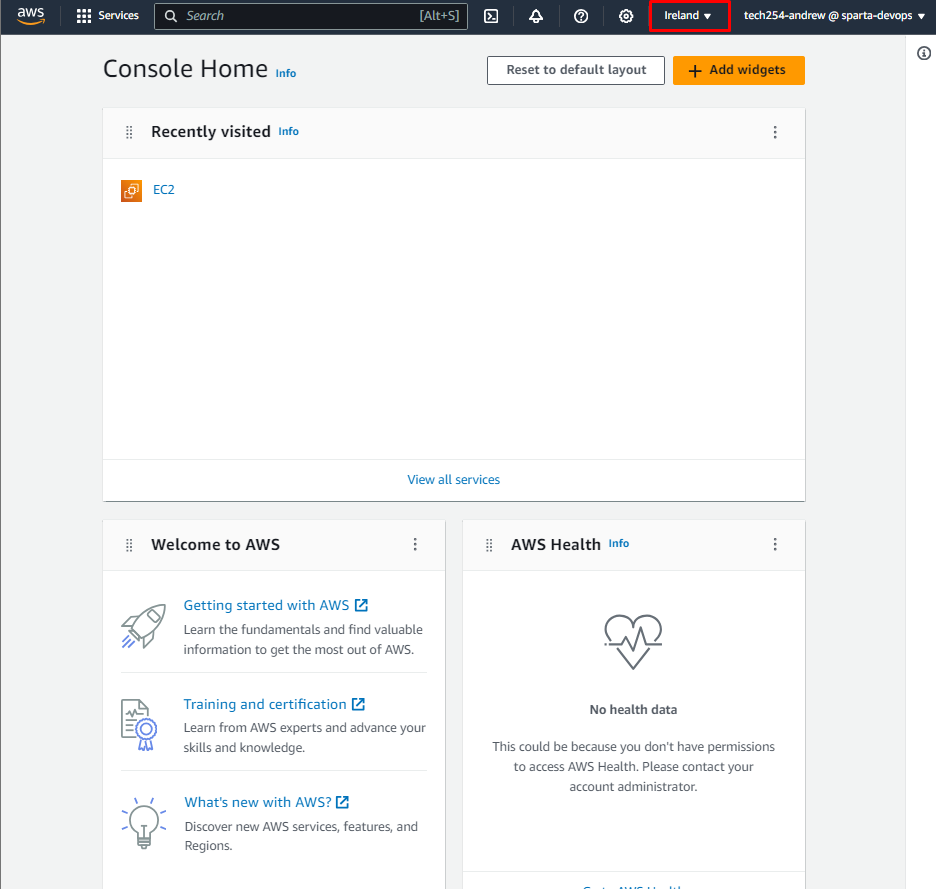 aws
Services
Search [Alt+S]
Ireland
tech254-andrew @ sparta-devops
Console Home Info
Reset to default layout
Add widgets
Recently visited Info
EC2
View all services
Welcome to AWS
Getting started with AWS
Learn the fundamentals and find valuable
information to get the most out of AWS.
Training and certification
Learn from AWS experts and advance your
skills and knowledge.
What's new with AWS?
Discover new AWS services, features, and
Regions.
AWS Health Info
No health data
This could be because you don't have permissions
to access AWS Health. Please contact your
account administrator.
Go to AWS Health